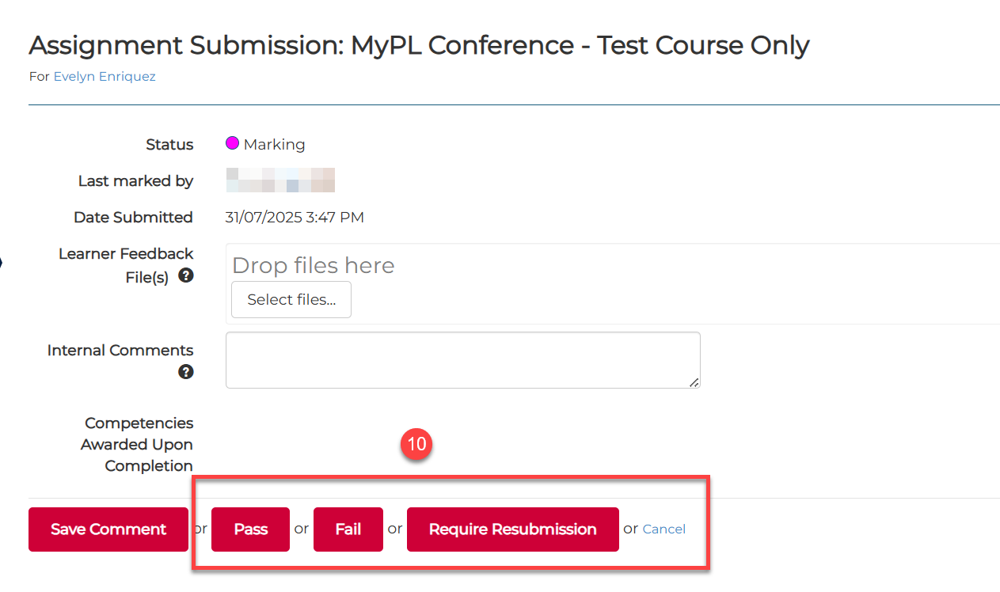 Assignment Submission: MyPL Conference - Test Course Only
For Evelyn Enriquez
Status Marking
Last marked by
Date Submitted 31/07/2025 3:47 PM
Learner Feedback File(s) ?
Drop files here
Select files...
Internal Comments ?
Competencies
Awarded Upon
Completion
10
Save Comment or Pass or Fail or Require Resubmission or Cancel